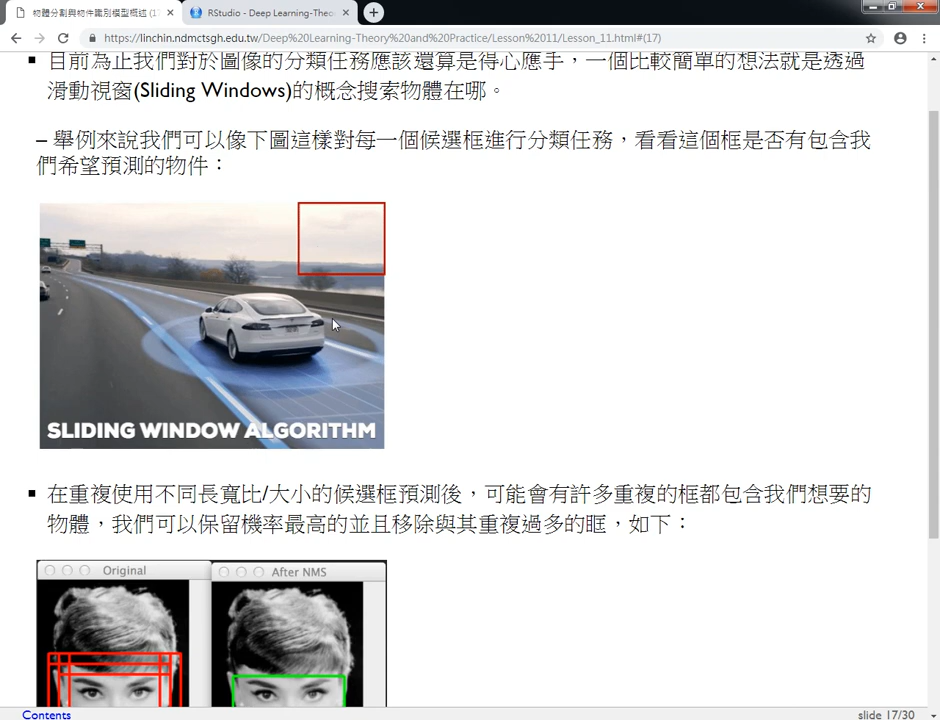 物體分割與物件識別模型概述 (17
RStudio - Deep Learning-Theo
https://linchin.ndmctsgh.edu.tw/Deep%20Learning-Theory%20and%20Practice/Lesson%2011/Lesson_11.html#(17)
目前為止我們對於圖像的分類任務應該還算是得心應手，一個比較簡單的想法就是透過
滑動視窗(Sliding Windows)的概念搜索物體在哪。
– 舉例來說我們可以像下圖這樣對每一個候選框進行分類任務，看看這個框是否有包含我
們希望預測的物件：
SLIDING WINDOW ALGORITHM
在重複使用不同長寬比/大小的候選框預測後，可能會有許多重複的框都包含我們想要的
物體，我們可以保留機率最高的並且移除與其重複過多的眶，如下：
Original
After NMS
Contents
slide 17/30